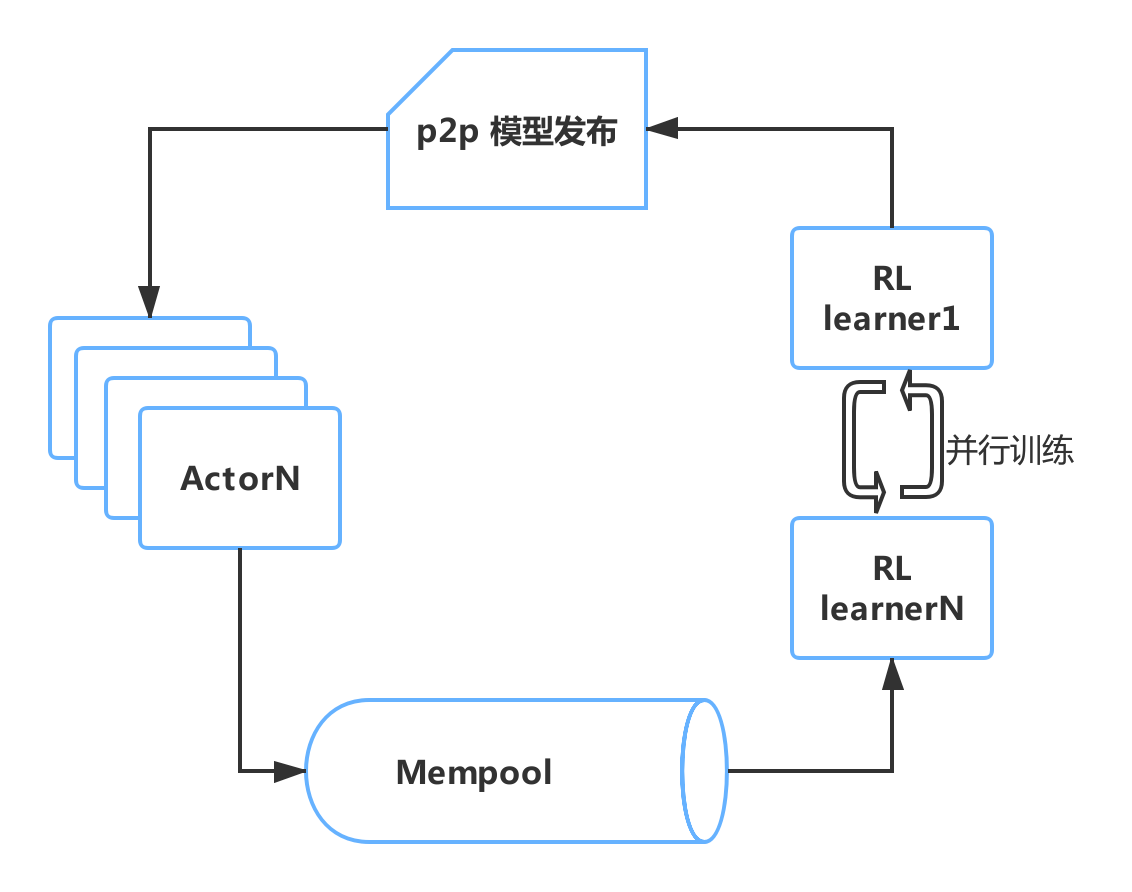 p2p 模型发布
RL
learner1
并行训练
ActorN
RL
learnerN
Mempool